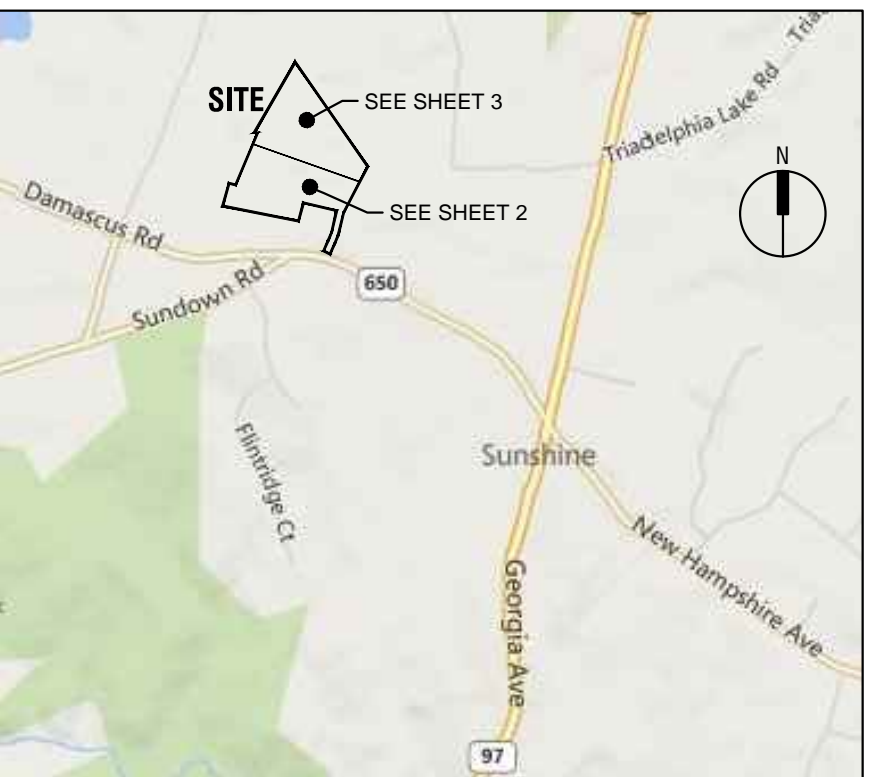 SITE
SEE SHEET 3
Triadelphia Lake Rd
N
SEE SHEET 2
Damascus Rd
Sundown Rd
650
Flintridge Ct
Sunshine
New Hampshire Ave
Georgia Ave
97